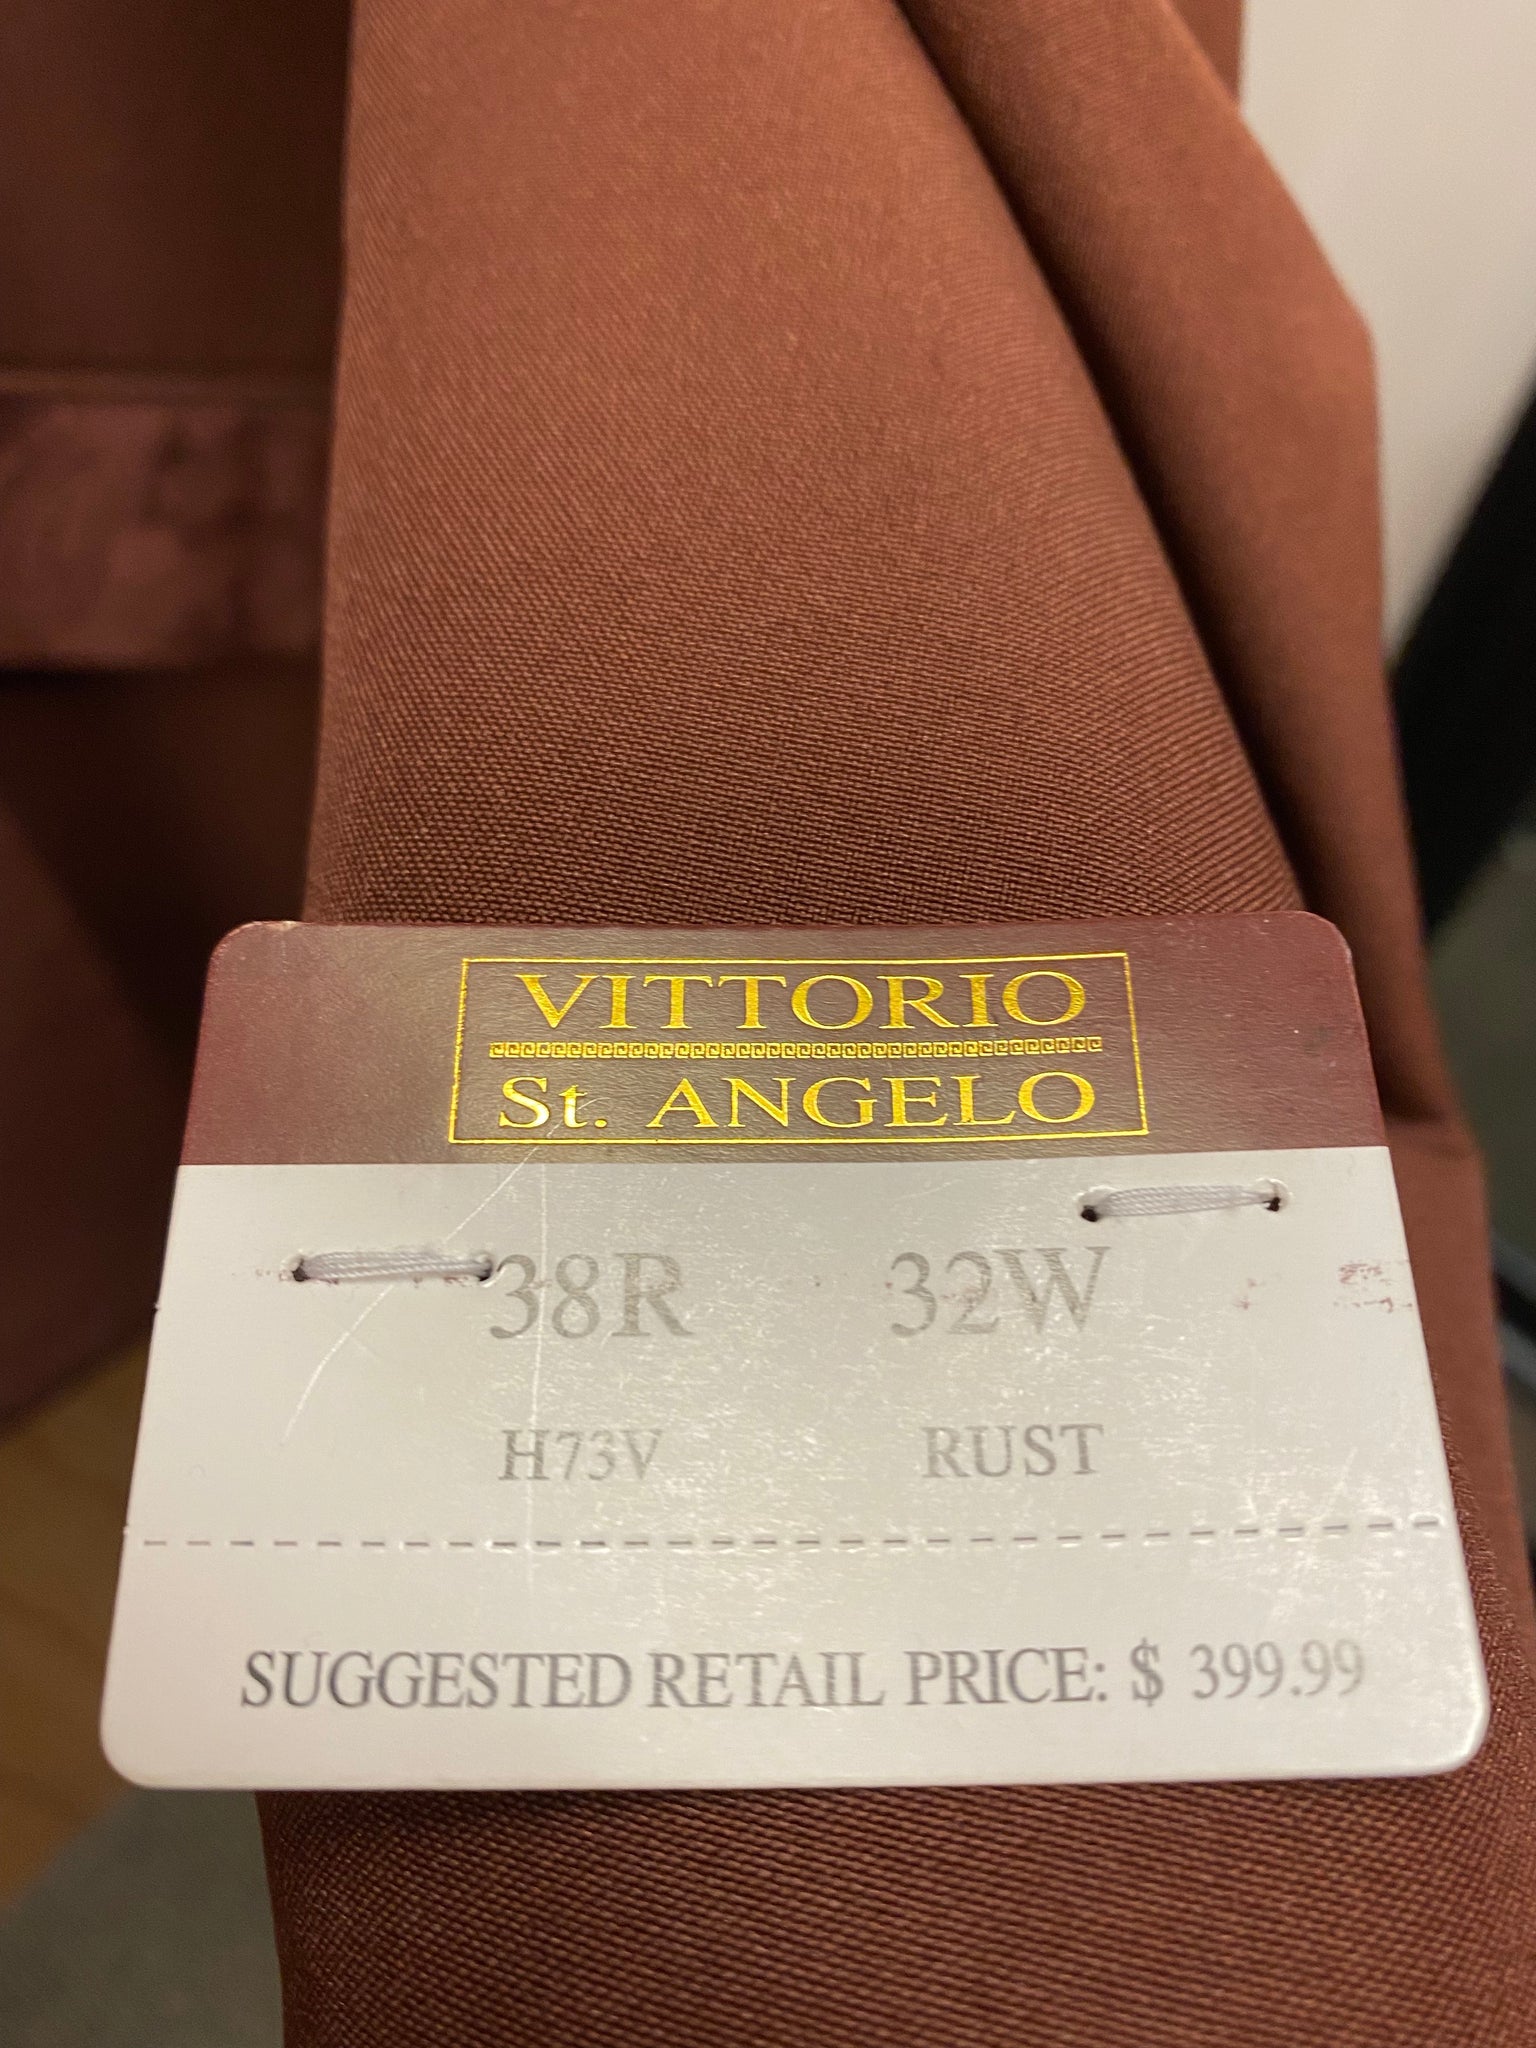 VITTORIO
St. ANGELO
38R 32W
H73V RUST
SUGGESTED RETAIL PRICE: $ 399.99